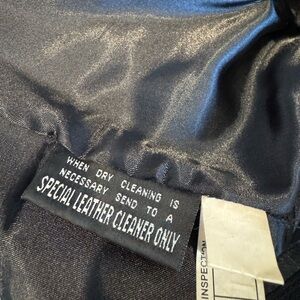 WHEN DRY CLEANING IS
NECESSARY SEND TO A
SPECIAL LEATHER CLEANER ONLY
INSPECTION